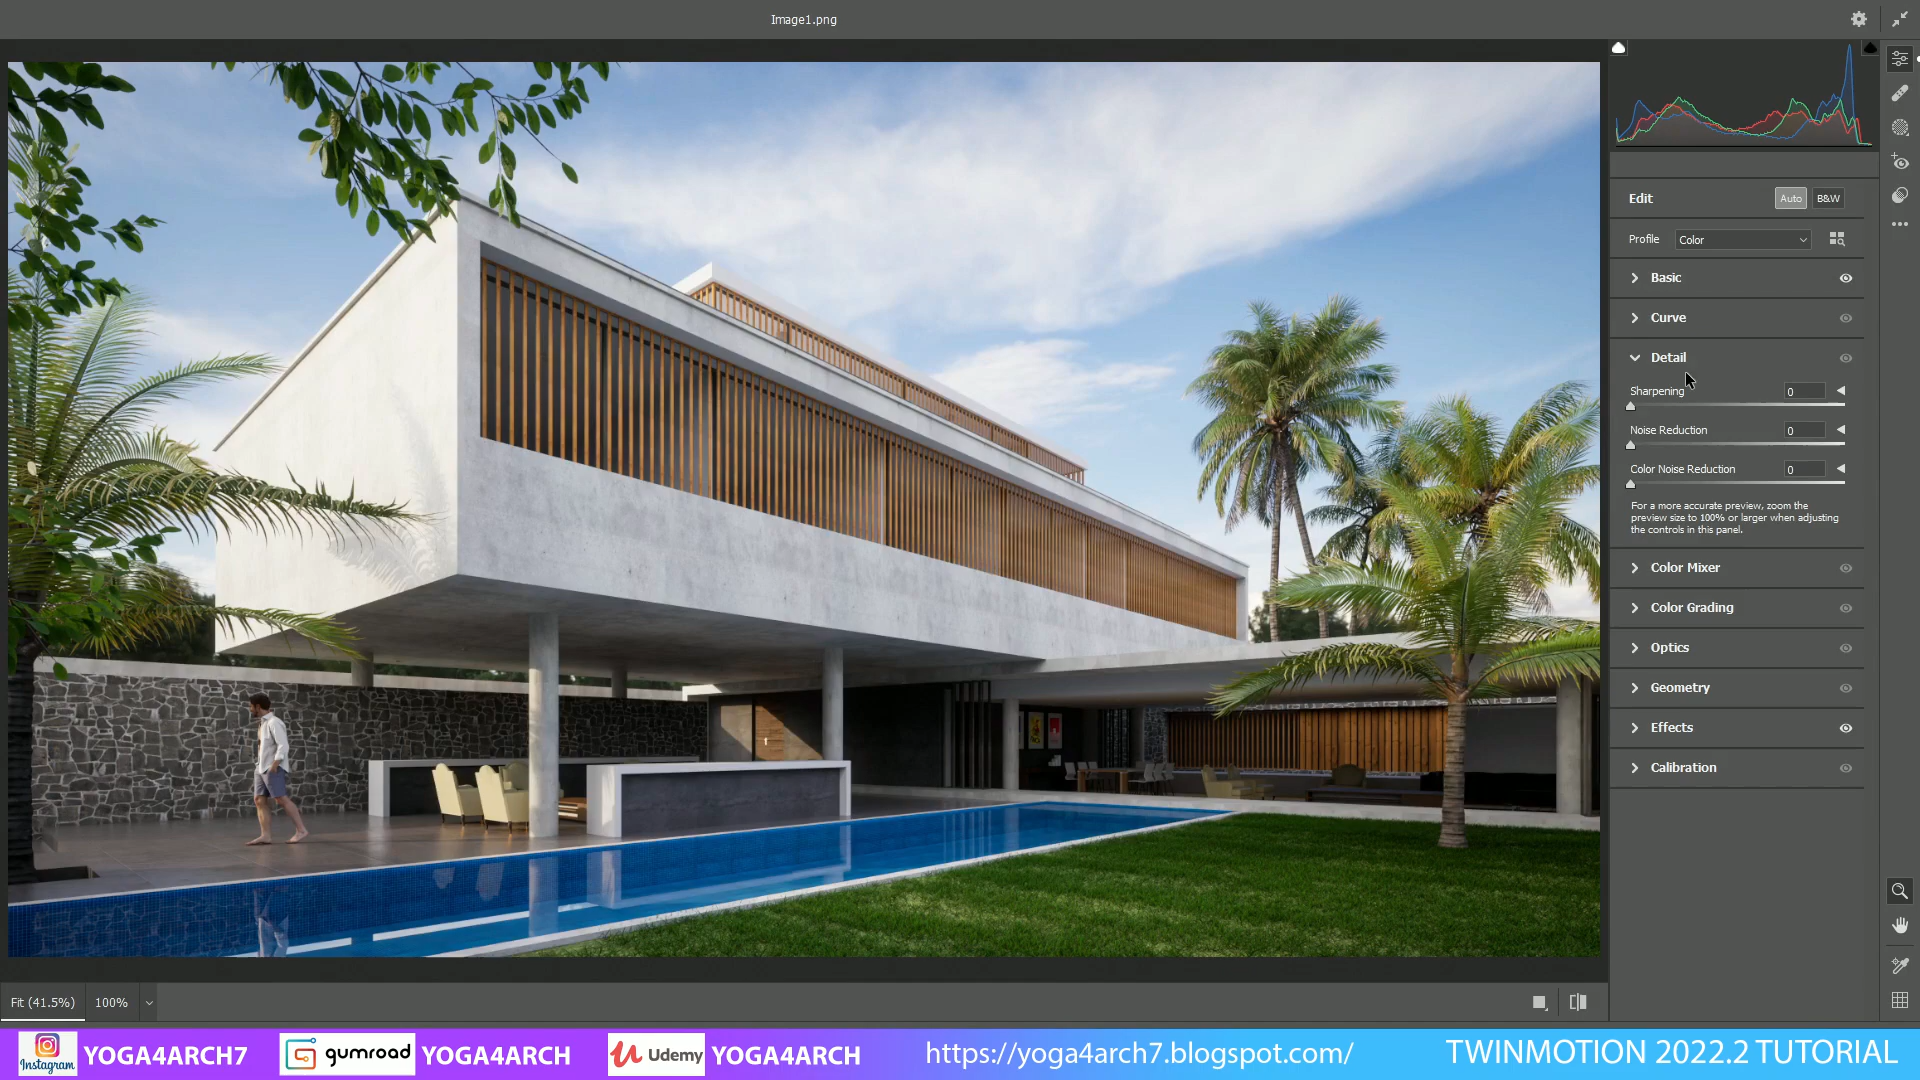 Image1.png
Edit
Auto
B&W
Profile
Color
Basic
Curve
Detail
Sharpening
0
Noise Reduction
0
Color Noise Reduction
0
For a more accurate preview, zoom the
preview size to 100% or larger when adjusting
the controls in this panel.
Color Mixer
Color Grading
Optics
Geometry
Effects
Calibration
Fit (41.5%)
100%
Instagram
YOGA4ARCH7
gumroad
YOGA4ARCH
Udemy
YOGA4ARCH
https://yoga4arch7.blogspot.com/
TWINMOTION 2022.2 TUTORIAL